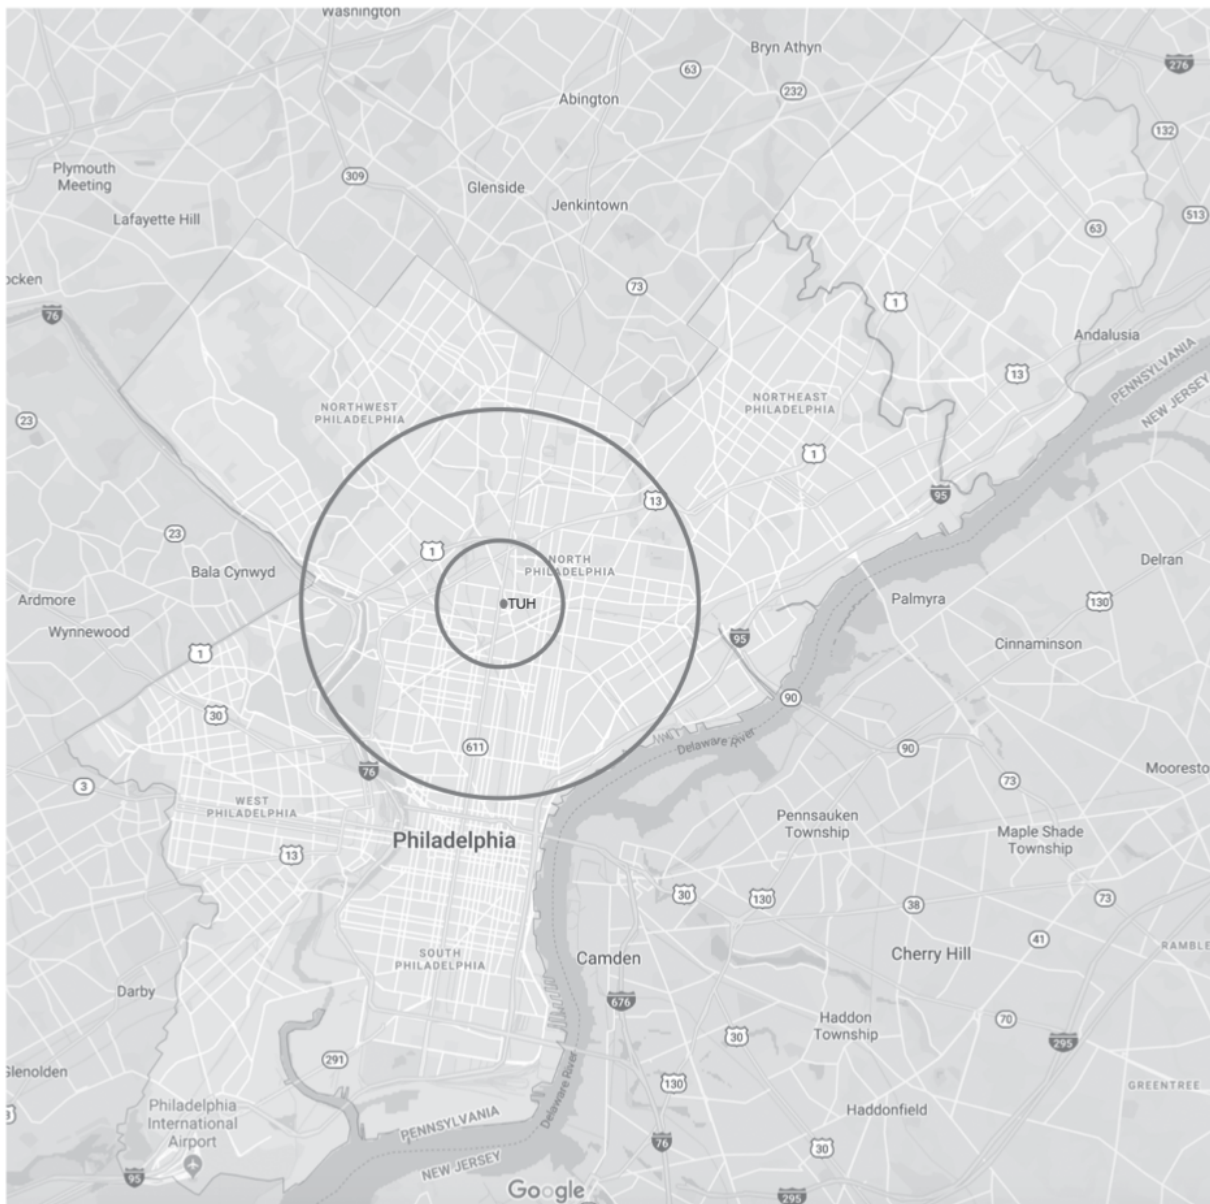 Washington
Bryn Athyn
63
276
232
Abington
132
Plymouth
Meeting
309
Glenside
Jenkintown
Lafayette Hill
513
63
ocken
73
1
76
Andalusia
13
PENNSYLVANIA
NEW JERSEY
NORTHWEST
PHILADELPHIA
NORTHEAST
PHILADELPHIA
23
1
95
13
23
1
NORTH
PHILADELPHIA
Bala Cynwyd
Delran
Ardmore
TUH
Palmyra
130
Wynnewood
95
Cinnaminson
1
90
30
611
Delaware River
90
76
73
Mooresto
3
WEST
PHILADELPHIA
Pennsauken
Township
Maple Shade
Township
Philadelphia
13
30
130
38
73
41
RAMBLE
SOUTH
PHILADELPHIA
Camden
Cherry Hill
Darby
676
Haddon
Township
70
30
295
291
Glenolden
130
GREENTREE
Delaware River
Philadelphia
International
Airport
PENNSYLVANIA
NEW JERSEY
Haddonfield
76
30
95
Google
295